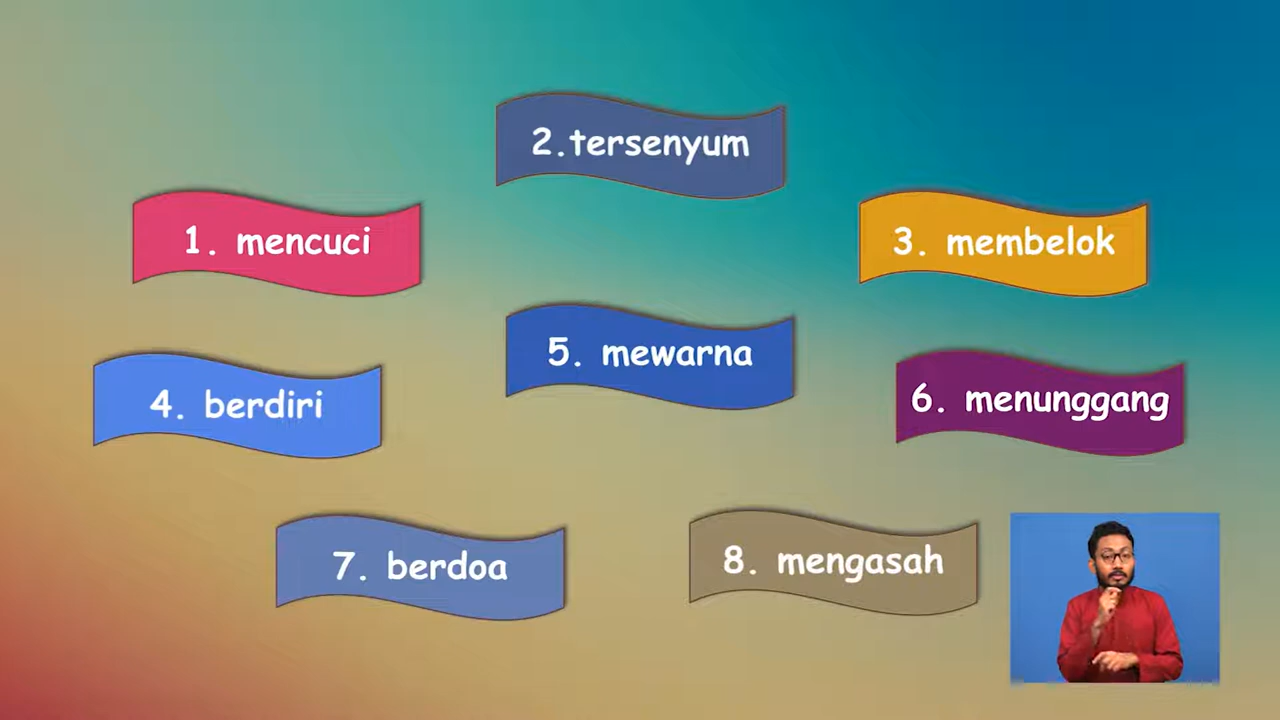 1. mencuci
2.tersenyum
3. membelok
4. berdiri
5. mewarna
6. menunggang
7. berdoa
8. mengasah